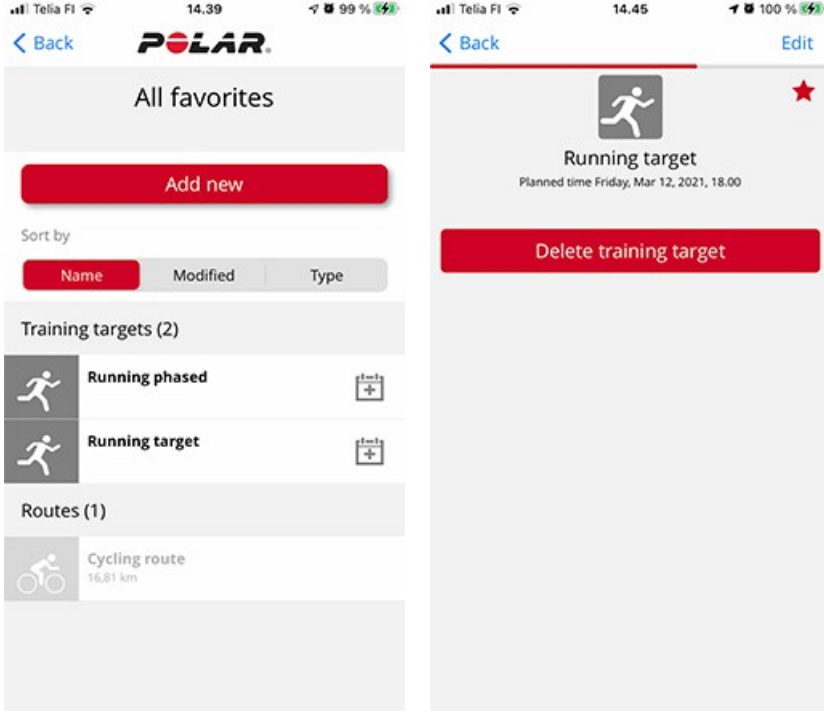 Telia FI 14.39 99 %
Back POLAR.
All favorites
Add new
Sort by
Name Modified Type
Training targets (2)
Running phased
Running target
Routes (1)
Cycling route
16,81 km
Telia FI 14.45 100 %
Back Edit
Running target
Planned time Friday, Mar 12, 2021, 18.00
Delete training target